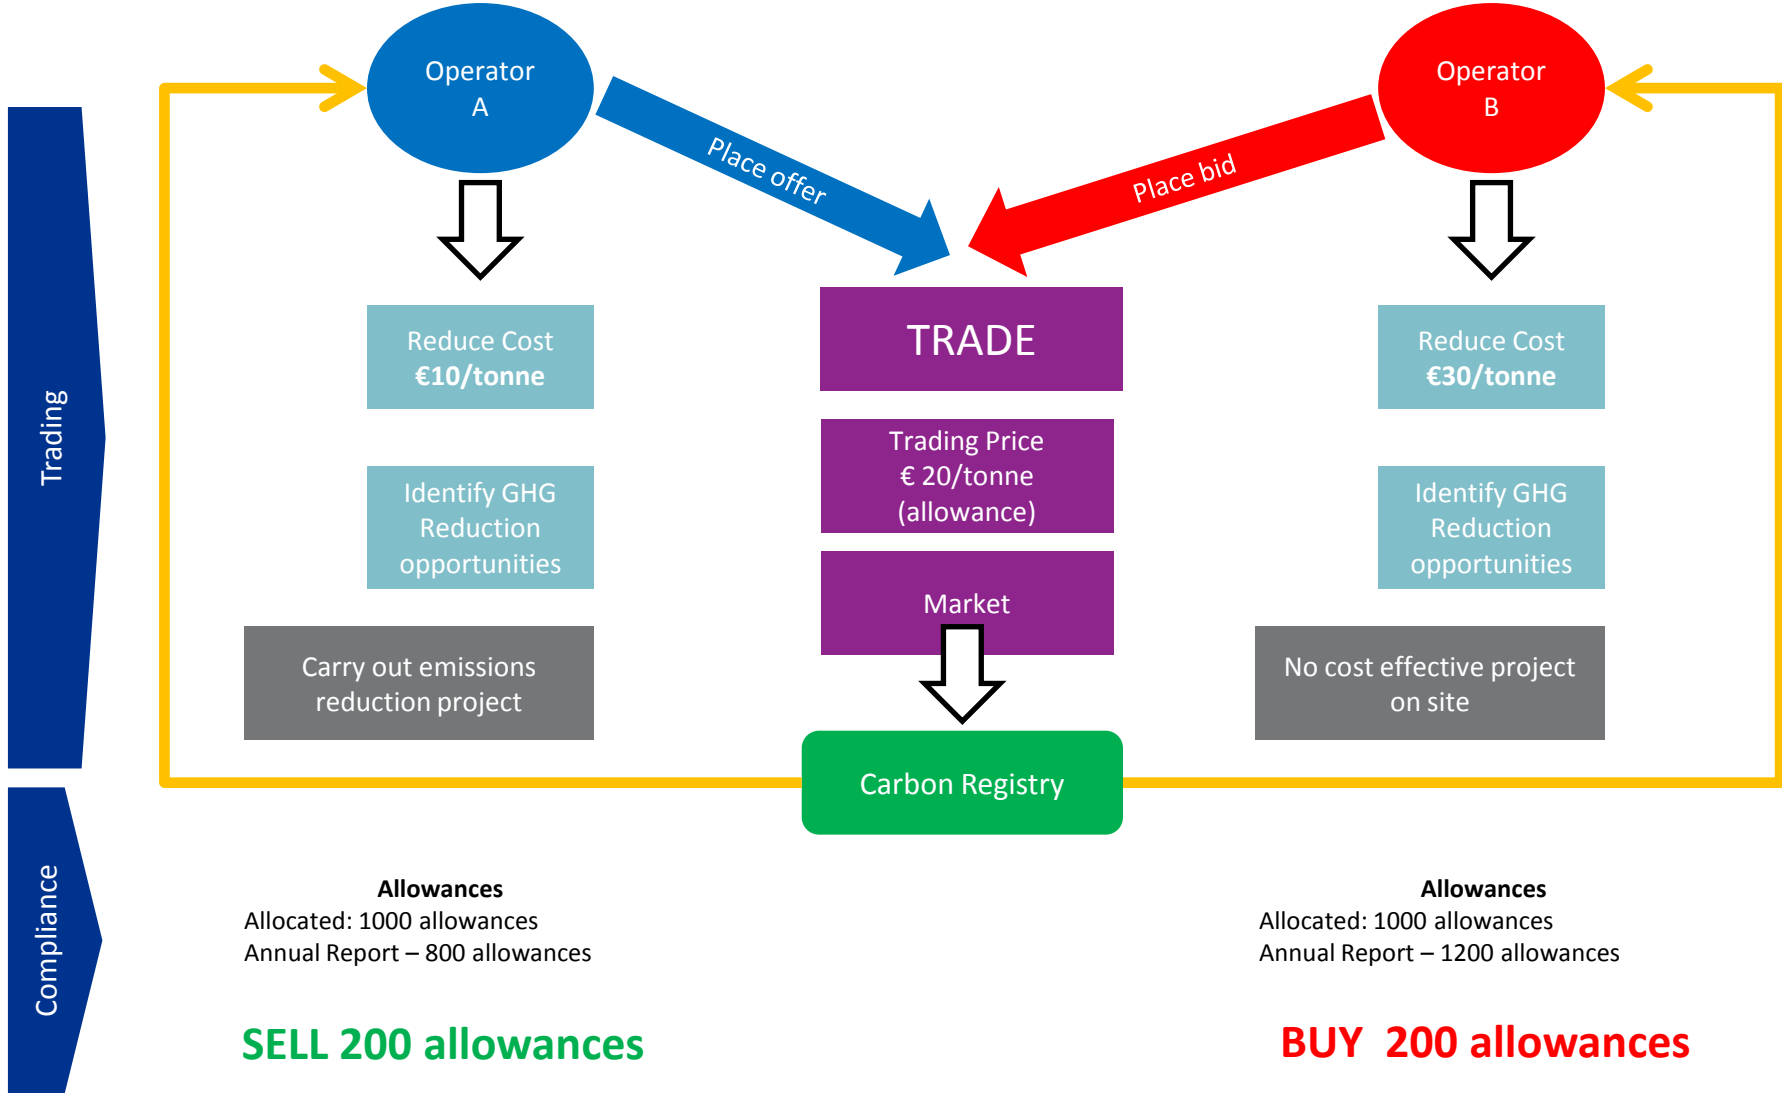 Operator
A
Operator
B
Place offer
Place bid
Trading
Reduce Cost
€10/tonne
TRADE
Reduce Cost
€30/tonne
Identify GHG
Reduction
opportunities
Trading Price
€ 20/tonne
(allowance)
Identify GHG
Reduction
opportunities
Market
Carry out emissions
reduction project
No cost effective project
on site
Carbon Registry
Compliance
Allowances
Allocated: 1000 allowances
Annual Report – 800 allowances
Allowances
Allocated: 1000 allowances
Annual Report – 1200 allowances
SELL 200 allowances
BUY  200 allowances